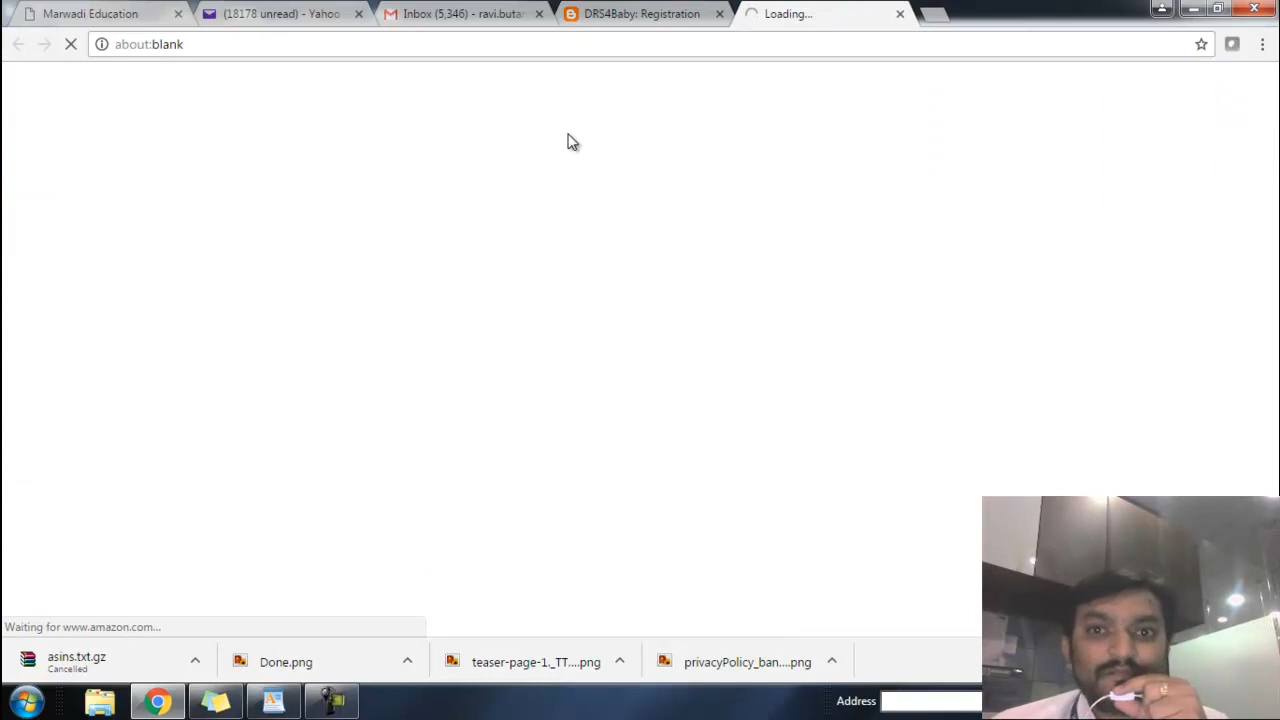 Marwadi Education
(18178 unread) - Yahoo
Inbox (5,346) - ravi.butan
DRS4Baby: Registration
Loading...
about:blank
Waiting for www.amazon.com...
asins.txt.gz
Cancelled
Done.png
teaser-page-1._TT....png
privacyPolicy_ban....png
Address